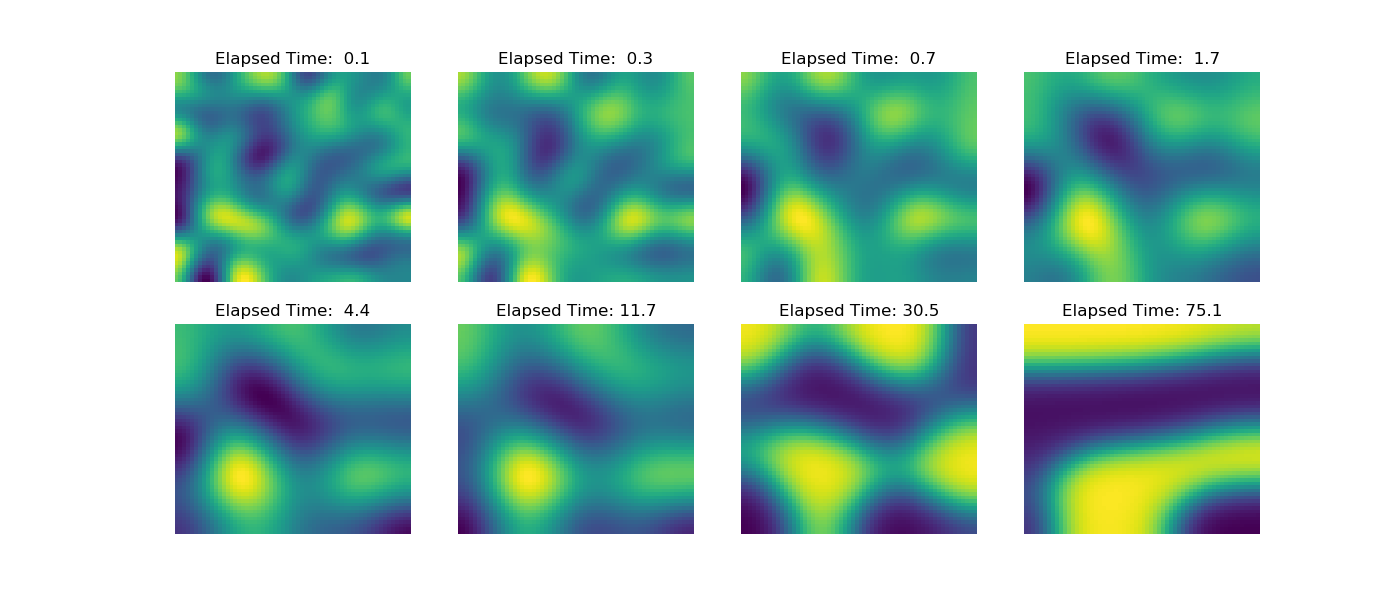 Elapsed Time:  0.1
Elapsed Time:  0.3
Elapsed Time:  0.7
Elapsed Time:  1.7
Elapsed Time:  4.4
Elapsed Time: 11.7
Elapsed Time: 30.5
Elapsed Time: 75.1